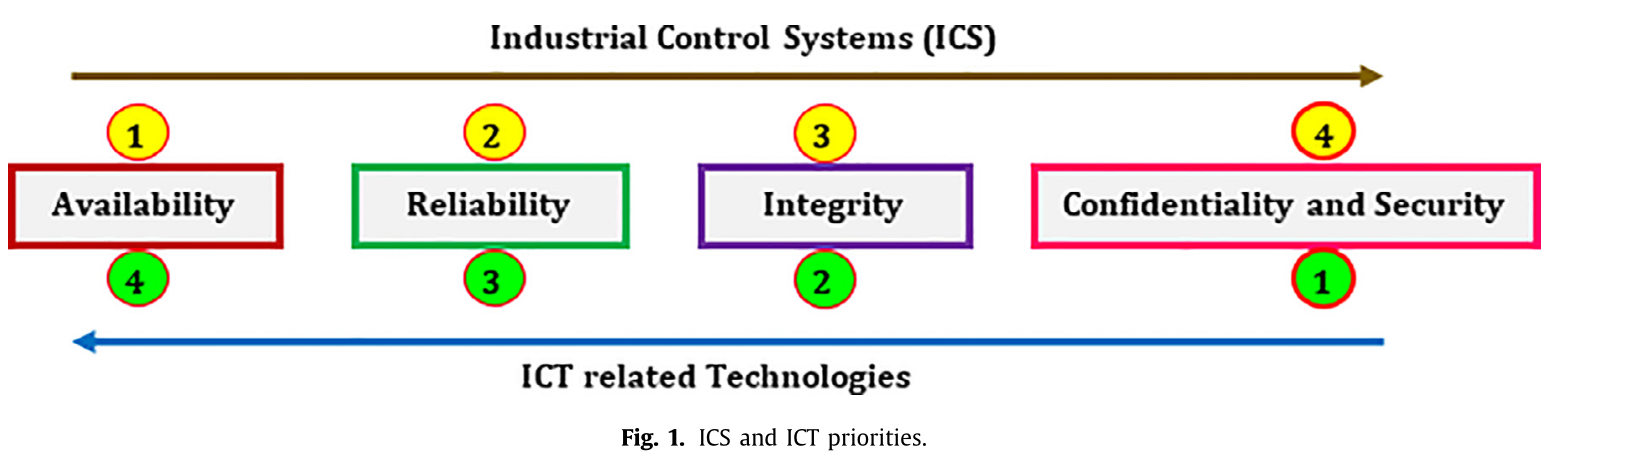 Industrial Control Systems (ICS)
1 2 3 4
Availability Reliability Integrity Confidentiality and Security
4 3 2 1
ICT related Technologies
Fig. 1. ICS and ICT priorities.